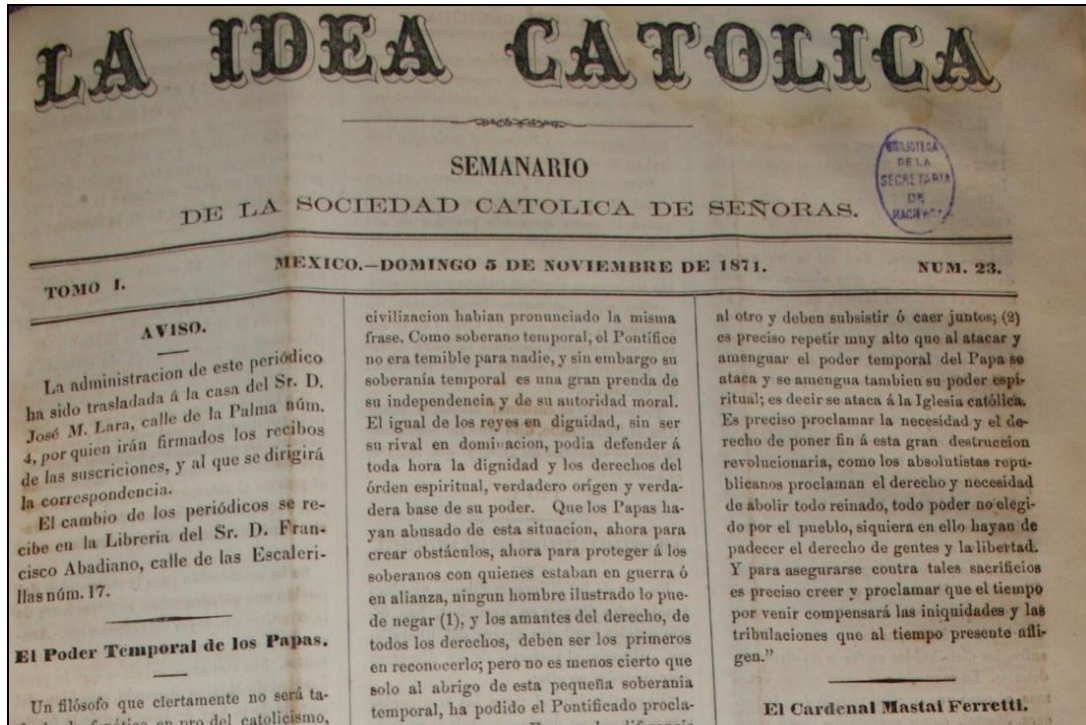 LA IDEA CATOLICA
SEMANARIO
DE LA SOCIEDAD CATOLICA DE SEÑORAS.
BIBLIOTECA
DE LA
SECRETARIA
DE
TOMO I.
MEXICO.—DOMINGO 5 DE NOVIEMBRE DE 1871.
NUM. 23.
AVISO.
La administracion de este periódico
ha sido trasladada á la casa del Sr. D.
José M. Lara, calle de la Palma núm.
4, por quien irán firmados los recibos
de las suscriciones, y al que se dirigirá
la correspondencia.
El cambio de los periódicos se re-
cibe en la Librería del Sr. D. Fran-
cisco Abadiano, calle de las Escaleri-
llas núm. 17.
El Poder Temporal de los Papas.
Un filósofo que ciertamente no será ta-
en pro del catolicismo,
civilizacion habian pronunciado la misma
frase. Como soberano temporal, el Pontífice
no era temible para nadie, y sin embargo su
soberanía temporal es una gran prenda de
su independencia y de su autoridad moral.
El igual de los reyes en dignidad, sin ser
su rival en dominacion, podia defender á
toda hora la dignidad y los derechos del
órden espiritual, verdadero orígen y verda-
dera base de su poder. Que los Papas ha-
yan abusado de esta situacion, ahora para
crear obstáculos, ahora para proteger á los
soberanos con quienes estaban en guerra ó
en alianza, ningun hombre ilustrado lo pue-
de negar (1), y los amantes del derecho, de
todos los derechos, deben ser los primeros
en reconocerlo; pero no es menos cierto que
solo al abrigo de esta pequeña soberania
temporal, ha podido el Pontificado procla-
al otro y deben subsistir ó caer juntos; (2)
es preciso repetir muy alto que al atacar y
amenguar el poder temporal del Papa se
ataca y se amengua tambien su poder espi-
ritual; es decir se ataca á la Iglesia católica.
Es preciso proclamar la necesidad y el de-
recho de poner fin á esta gran destruccion
revolucionaria, como los absolutistas repu-
blicanos proclaman el derecho y necesidad
de abolir todo reinado, todo poder no elegi-
do por el pueblo, siquiera en ello hayan de
padecer el derecho de gentes y la libertad.
Y para asegurarse contra tales sacrificios
es preciso creer y proclamar que el tiempo
por venir compensará las iniquidades y las
tribulaciones que al tiempo presente afli-
gen."
El Cardenal Mastai Ferretti.